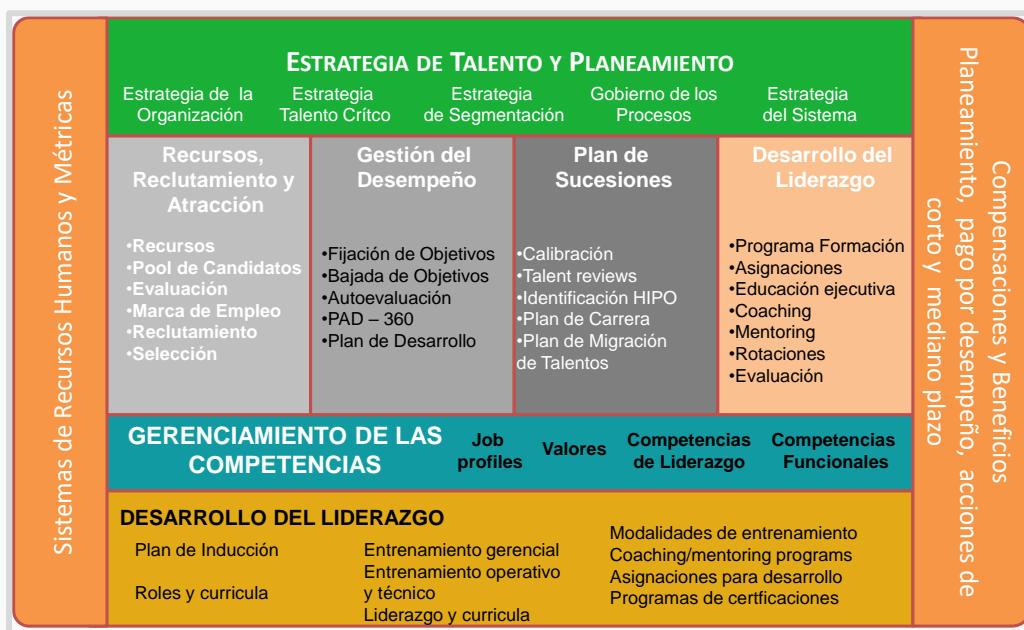 Sistemas de Recursos Humanos y Métricas
ESTRATEGIA DE TALENTO Y PLANEAMIENTO
Estrategia de la
Organización
Estrategia
Talento Crítco
Estrategia
de Segmentación
Gobierno de los
Procesos
Estrategia
del Sistema
Recursos,
Reclutamiento y
Atracción
•Recursos
•Pool de Candidatos
•Evaluación
•Marca de Empleo
•Reclutamiento
•Selección
Gestión del
Desempeño
•Fijación de Objetivos
•Bajada de Objetivos
•Autoevaluación
•PAD – 360
•Plan de Desarrollo
Plan de
Sucesiones
•Calibración
•Talent reviews
•Identificación HIPO
•Plan de Carrera
•Plan de Migración
de Talentos
Desarrollo del
Liderazgo
•Programa Formación
•Asignaciones
•Educación ejecutiva
•Coaching
•Mentoring
•Rotaciones
•Evaluación
GERENCIAMIENTO DE LAS
COMPETENCIAS
Job
profiles
Valores
Competencias
de Liderazgo
Competencias
Funcionales
DESARROLLO DEL LIDERAZGO
Plan de Inducción
Roles y curricula
Entrenamiento gerencial
Entrenamiento operativo
y técnico
Liderazgo y curricula
Modalidades de entrenamiento
Coaching/mentoring programs
Asignaciones para desarrollo
Programas de certficaciones
Compensaciones y Beneficios
Planeamiento, pago por desempeño, acciones de
corto y mediano plazo